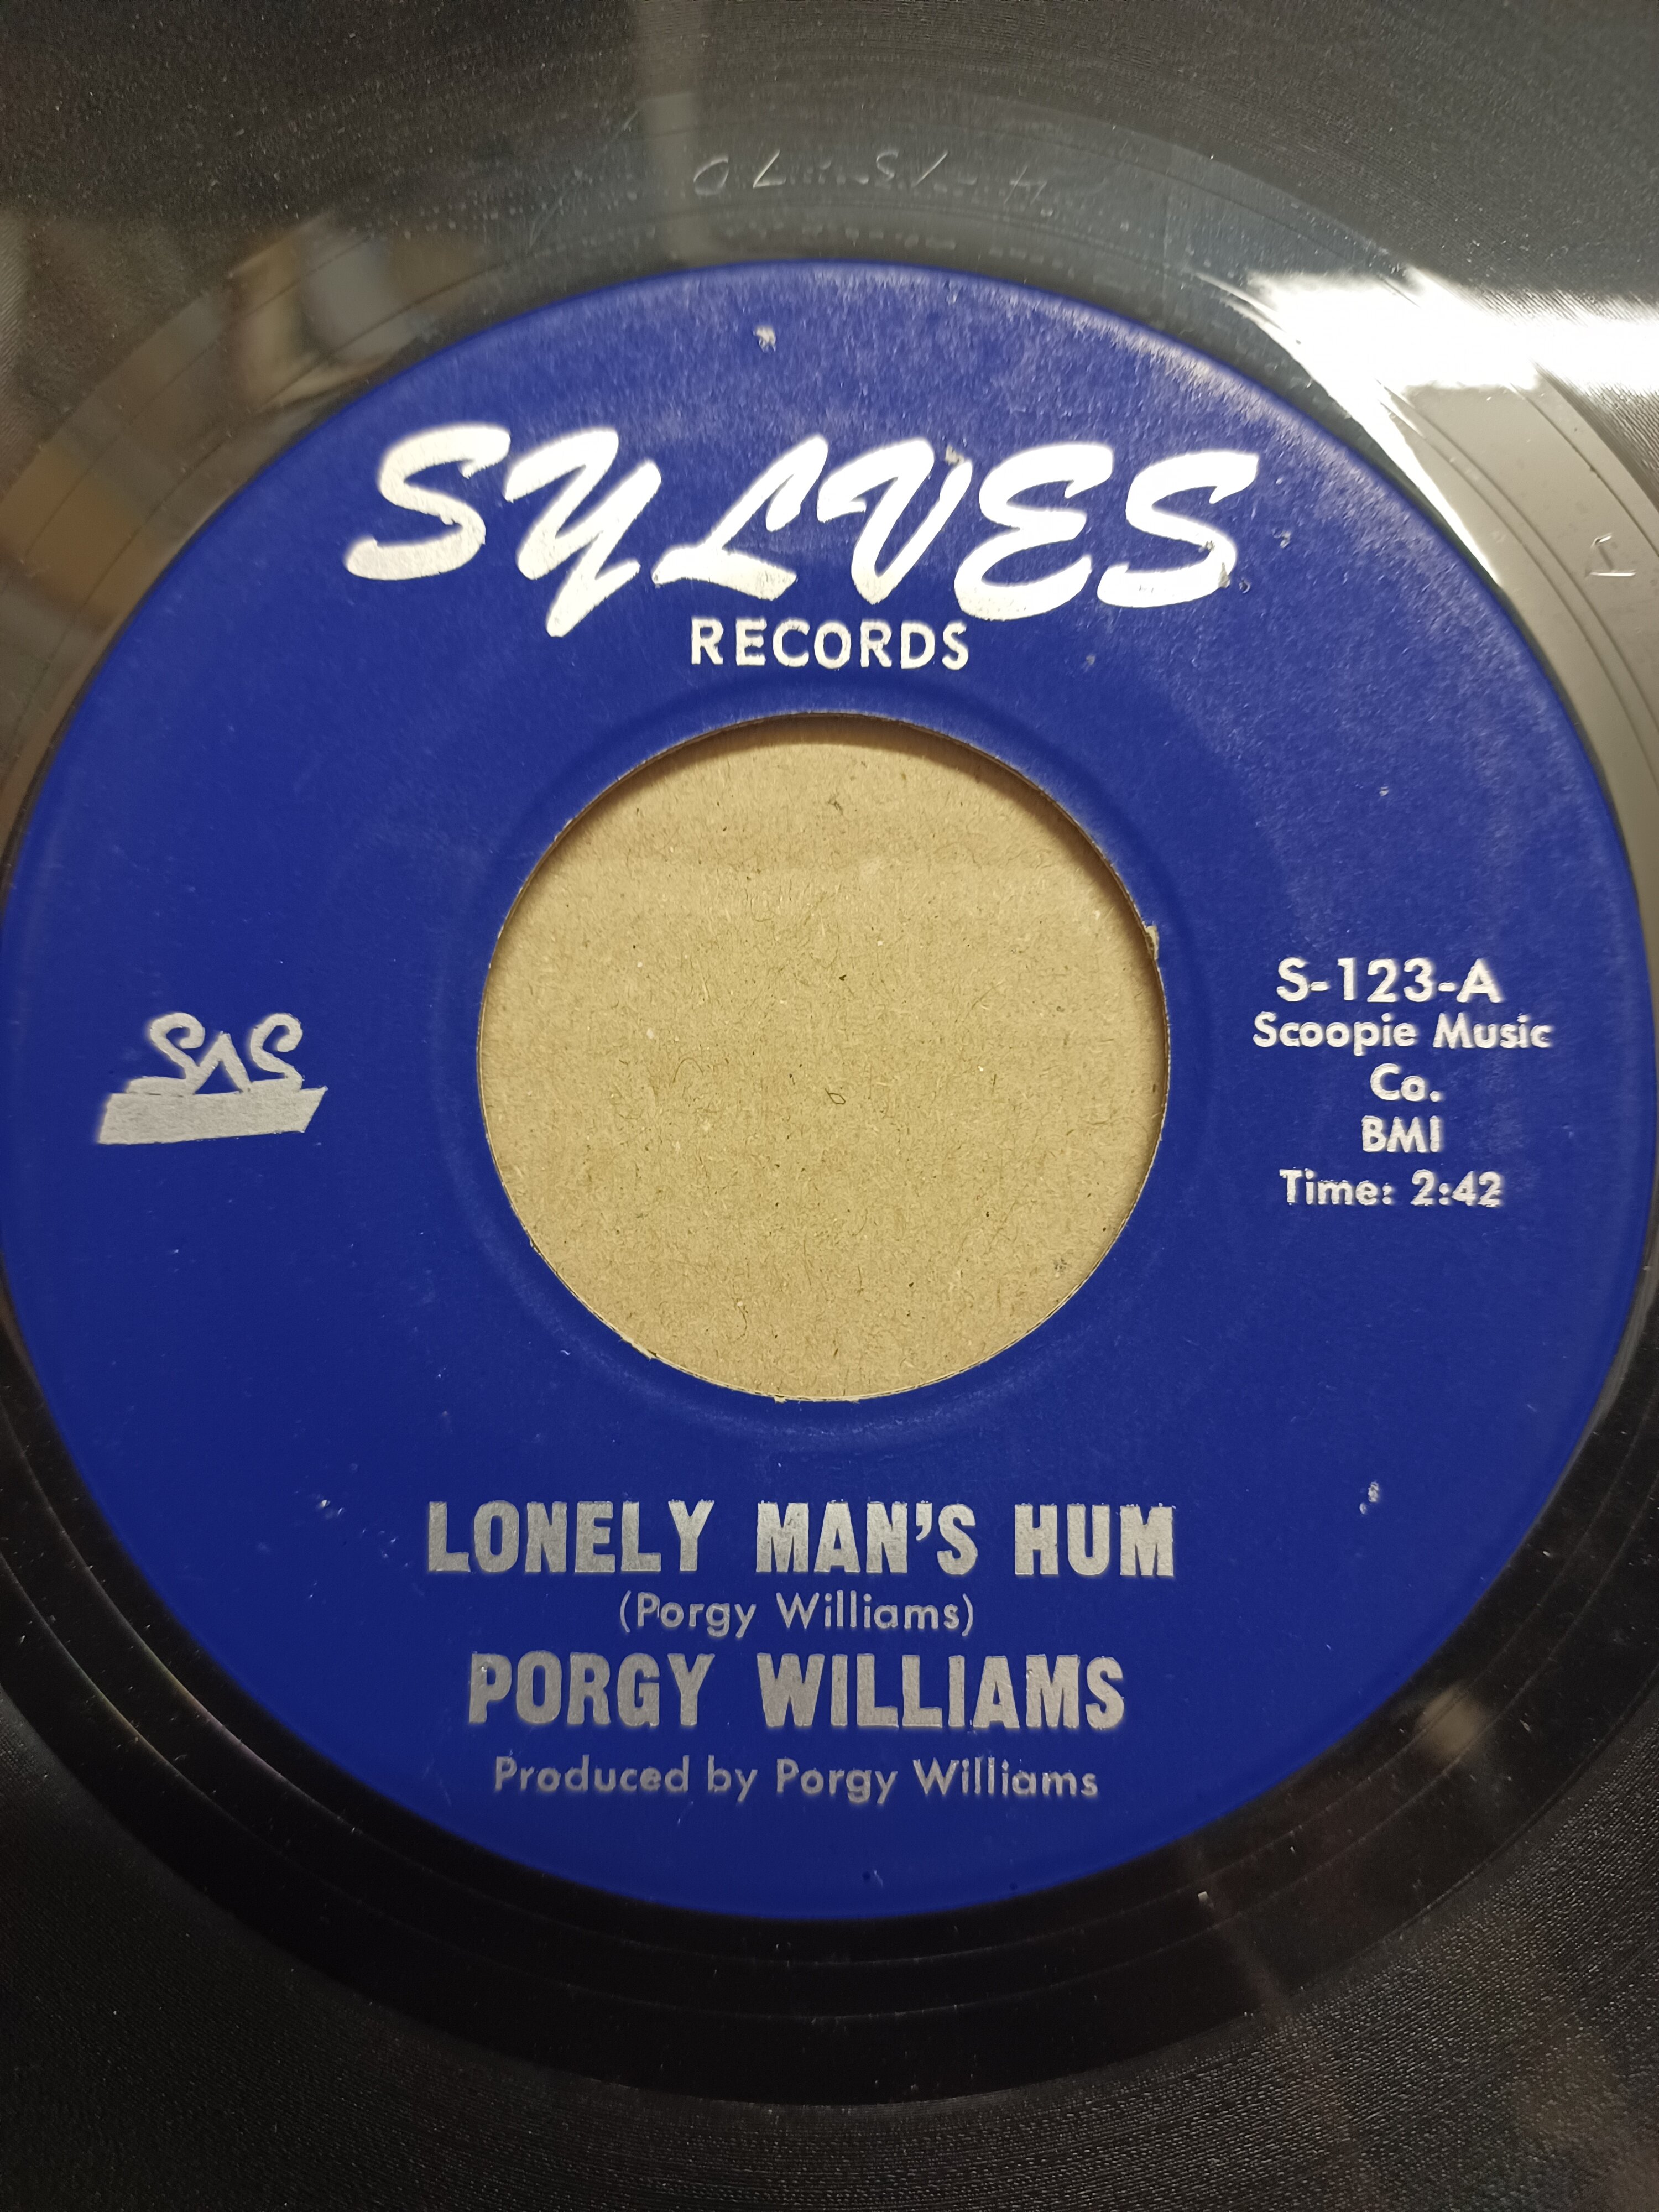 SYLVES
RECORDS
SAS
S-123-A
Scoopie Music
Co.
BMI
Time: 2:42
LONELY MAN'S HUM
(Porgy Williams)
PORGY WILLIAMS
Produced by Porgy Williams